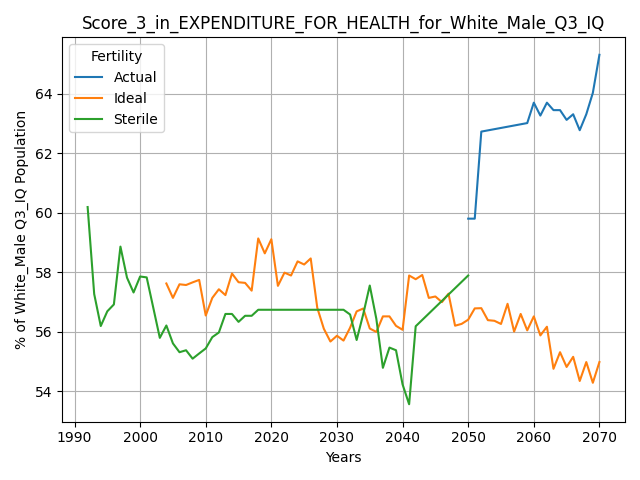 Score_3_in_EXPENDITURE_FOR_HEALTH_for_White_Male_Q3_IQ
Fertility
Actual
Ideal
Sterile
% of White_Male Q3_IQ Population
64
62
60
58
56
54
1990 2000 2010 2020 2030 2040 2050 2060 2070
Years